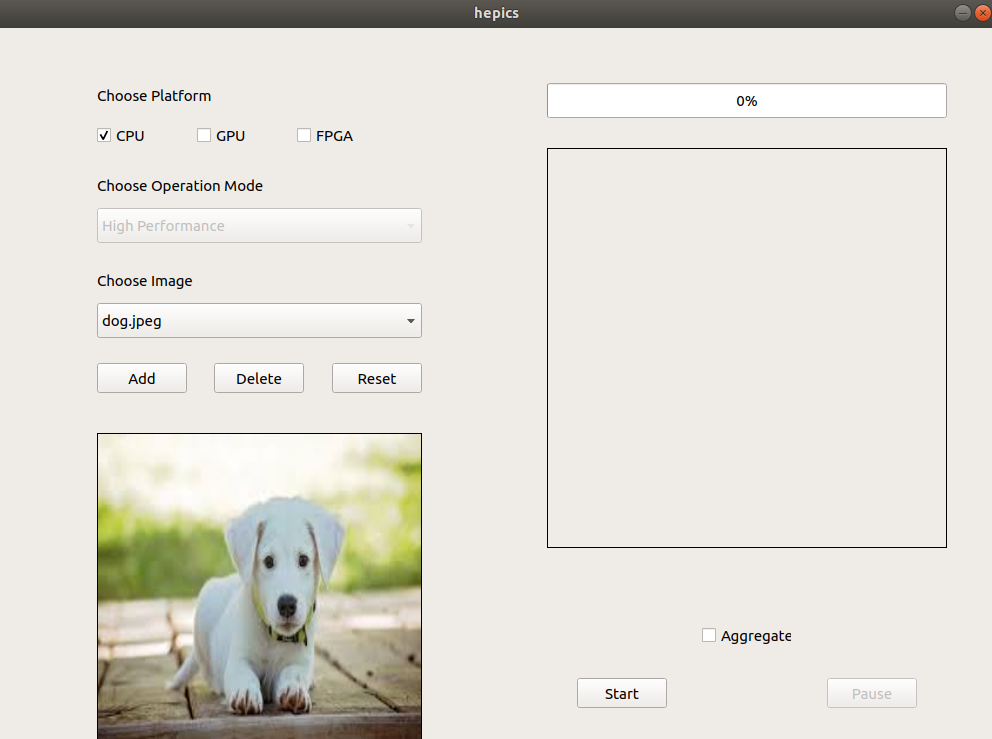 hepics
Choose Platform
CPU GPU FPGA
Choose Operation Mode
High Performance
Choose Image
dog.jpeg
Add Delete Reset
0%
Aggregate
Start Pause